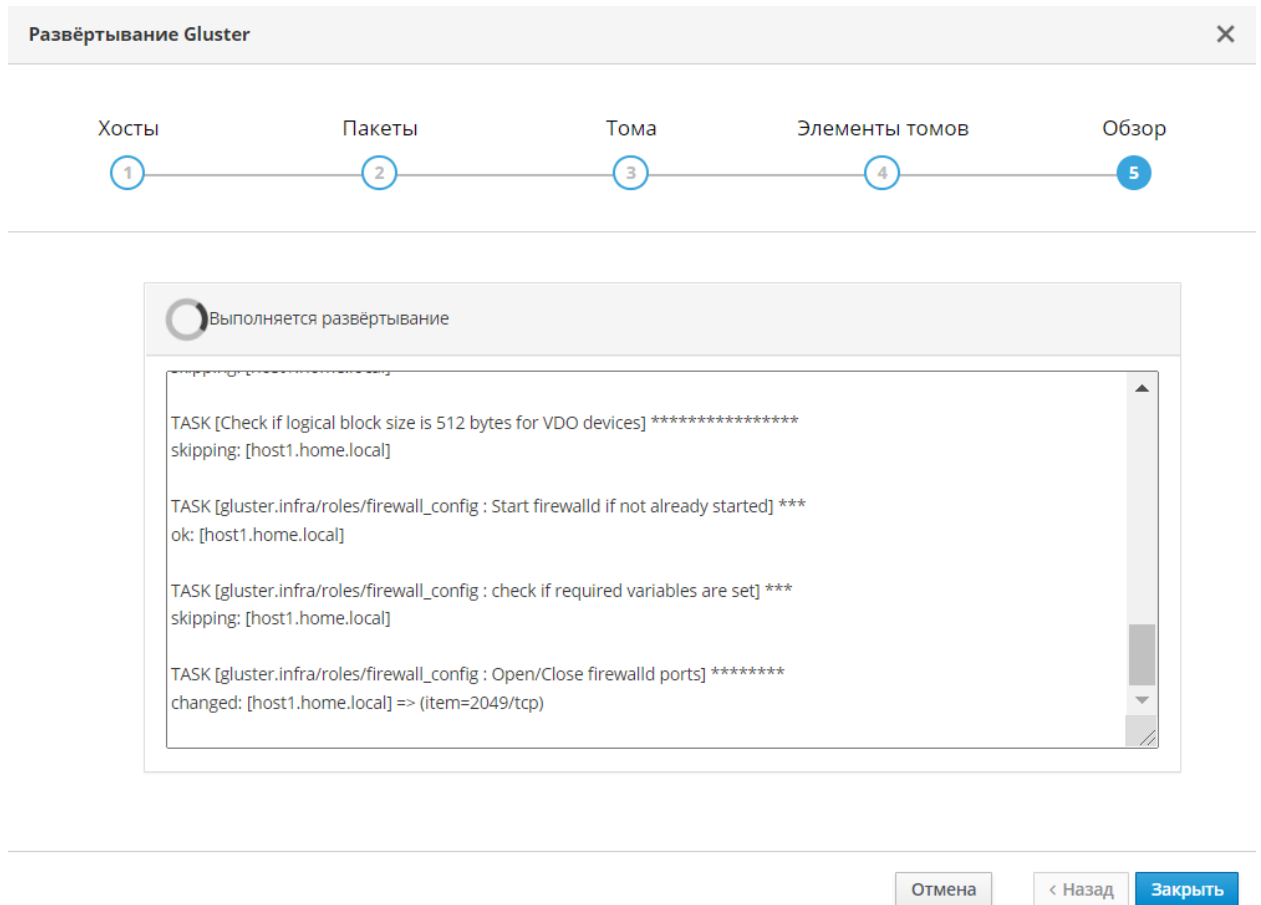 Развёртывание Gluster
Хосты Пакеты Тома Элементы томов Обзор
1 2 3 4 5
Выполняется развёртывание
skipping: [host1.home.local]
TASK [Check if logical block size is 512 bytes for VDO devices] ****************
skipping: [host1.home.local]
TASK [gluster.infra/roles/firewall_config : Start firewalld if not already started] ***
ok: [host1.home.local]
TASK [gluster.infra/roles/firewall_config : check if required variables are set] ***
skipping: [host1.home.local]
TASK [gluster.infra/roles/firewall_config : Open/Close firewalld ports] ********
changed: [host1.home.local] => (item=2049/tcp)
Отмена < Назад Закрыть